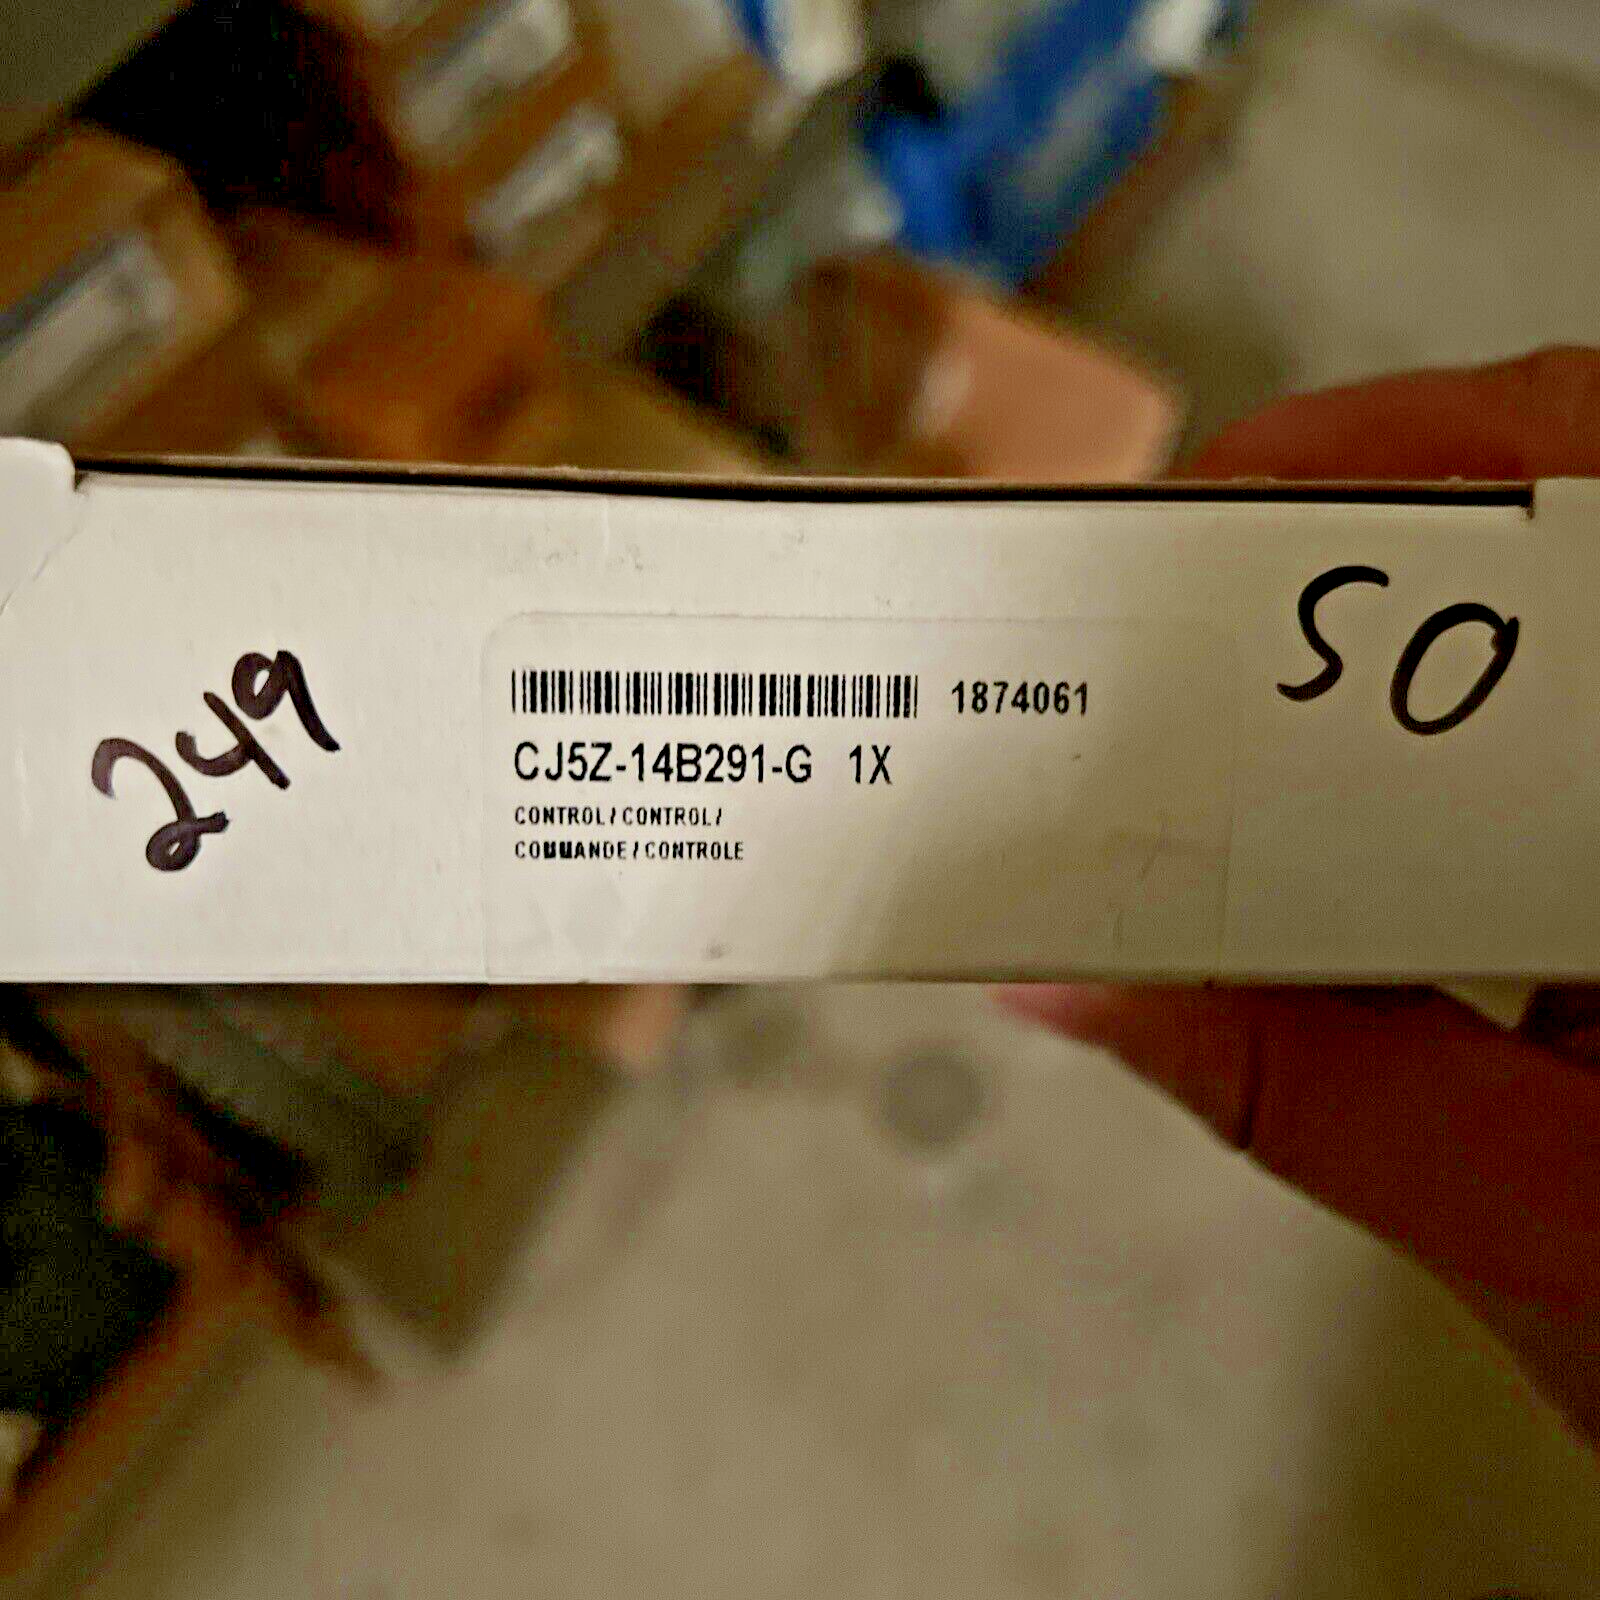 249
1874061
CJ5Z-14B291-G 1X
CONTROL/CONTROL/
COMMANDE/CONTROLE
50